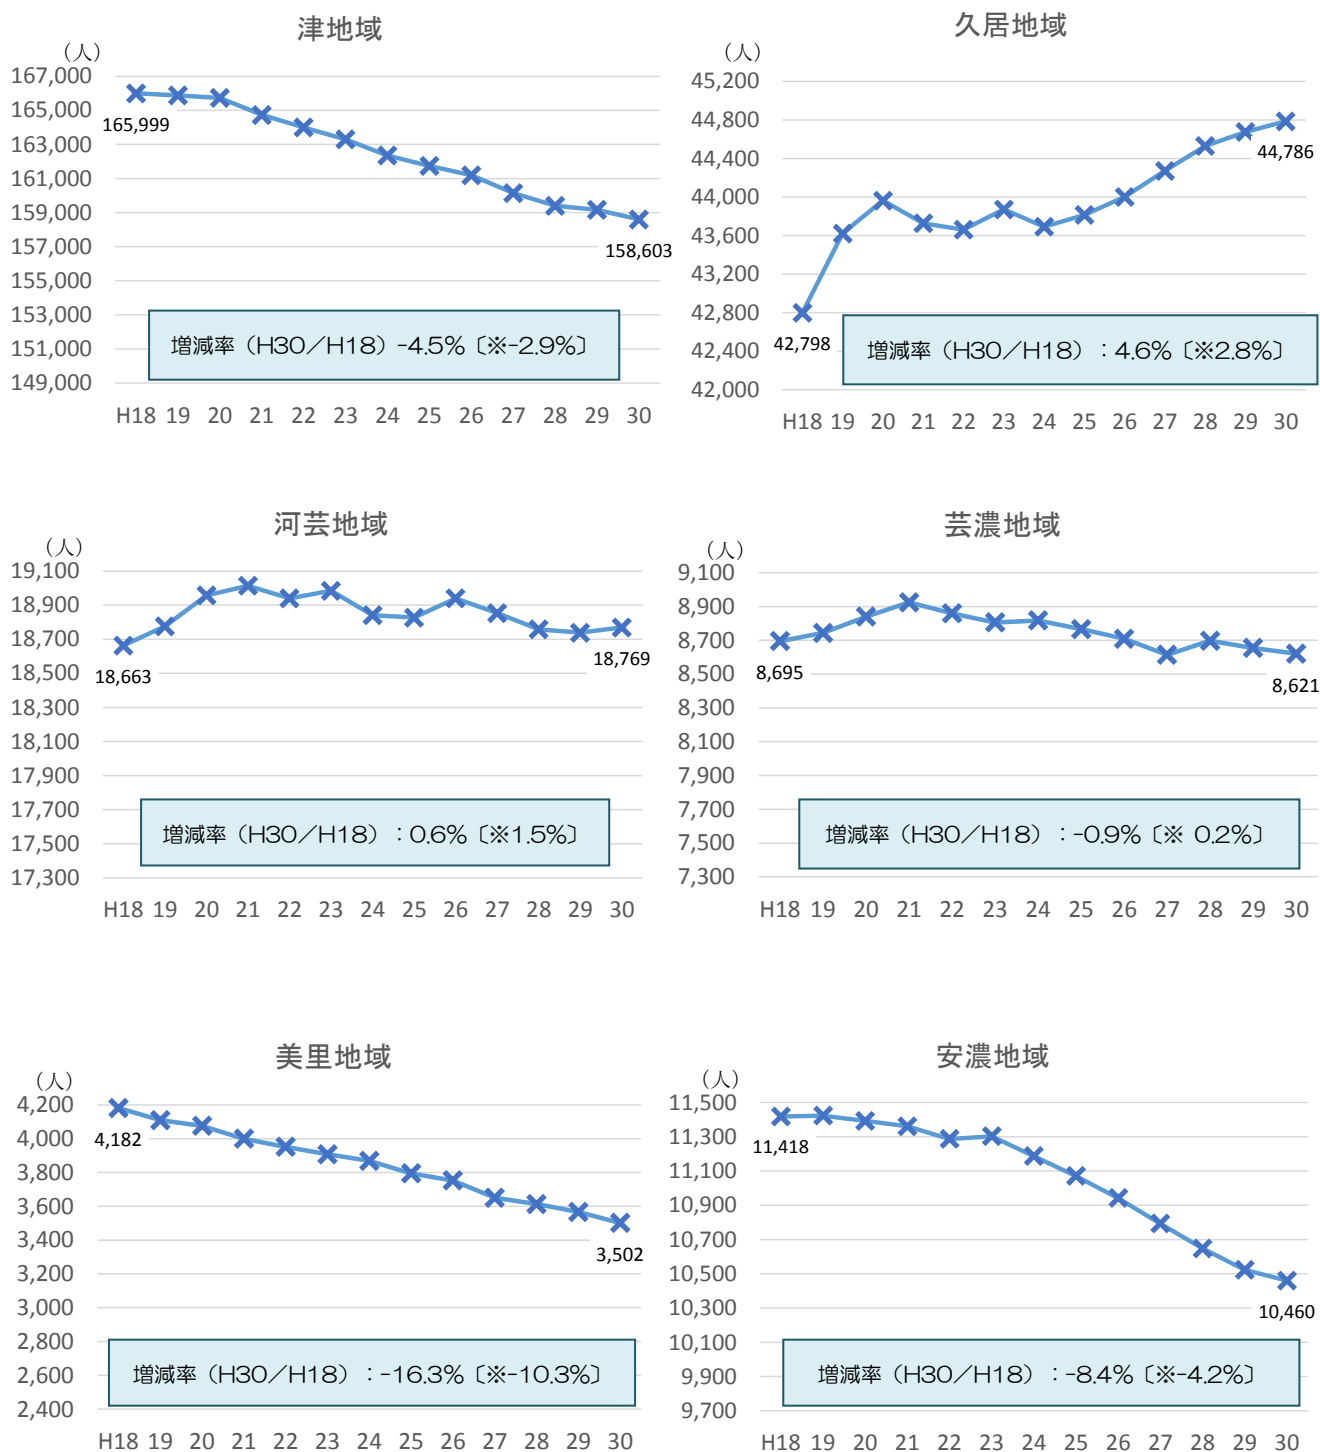 津地域
（人）
167,000
165,000
163,000
161,000
159,000
157,000
155,000
153,000
151,000
149,000
165,999
158,603
増減率（H30／H18）-4.5%〔※-2.9%〕
H18 19 20 21 22 23 24 25 26 27 28 29 30
久居地域
（人）
45,200
44,800
44,400
44,000
43,600
43,200
42,800
42,400
42,000
44,786
42,798
増減率（H30／H18）：4.6%〔※2.8%〕
H18 19 20 21 22 23 24 25 26 27 28 29 30
河芸地域
（人）
19,100
18,900
18,700
18,500
18,300
18,100
17,900
17,700
17,500
17,300
18,663
18,769
増減率（H30／H18）：0.6%〔※1.5%〕
H18 19 20 21 22 23 24 25 26 27 28 29 30
芸濃地域
（人）
9,100
8,900
8,700
8,500
8,300
8,100
7,900
7,700
7,500
7,300
8,695
8,621
増減率（H30／H18）：-0.9%〔※ 0.2%〕
H18 19 20 21 22 23 24 25 26 27 28 29 30
美里地域
（人）
4,200
4,000
3,800
3,600
3,400
3,200
3,000
2,800
2,600
2,400
4,182
3,502
増減率（H30／H18）：-16.3%〔※-10.3%〕
H18 19 20 21 22 23 24 25 26 27 28 29 30
安濃地域
（人）
11,500
11,300
11,100
10,900
10,700
10,500
10,300
10,100
9,900
9,700
11,418
10,460
増減率（H30／H18）：-8.4%〔※-4.2%〕
H18 19 20 21 22 23 24 25 26 27 28 29 30